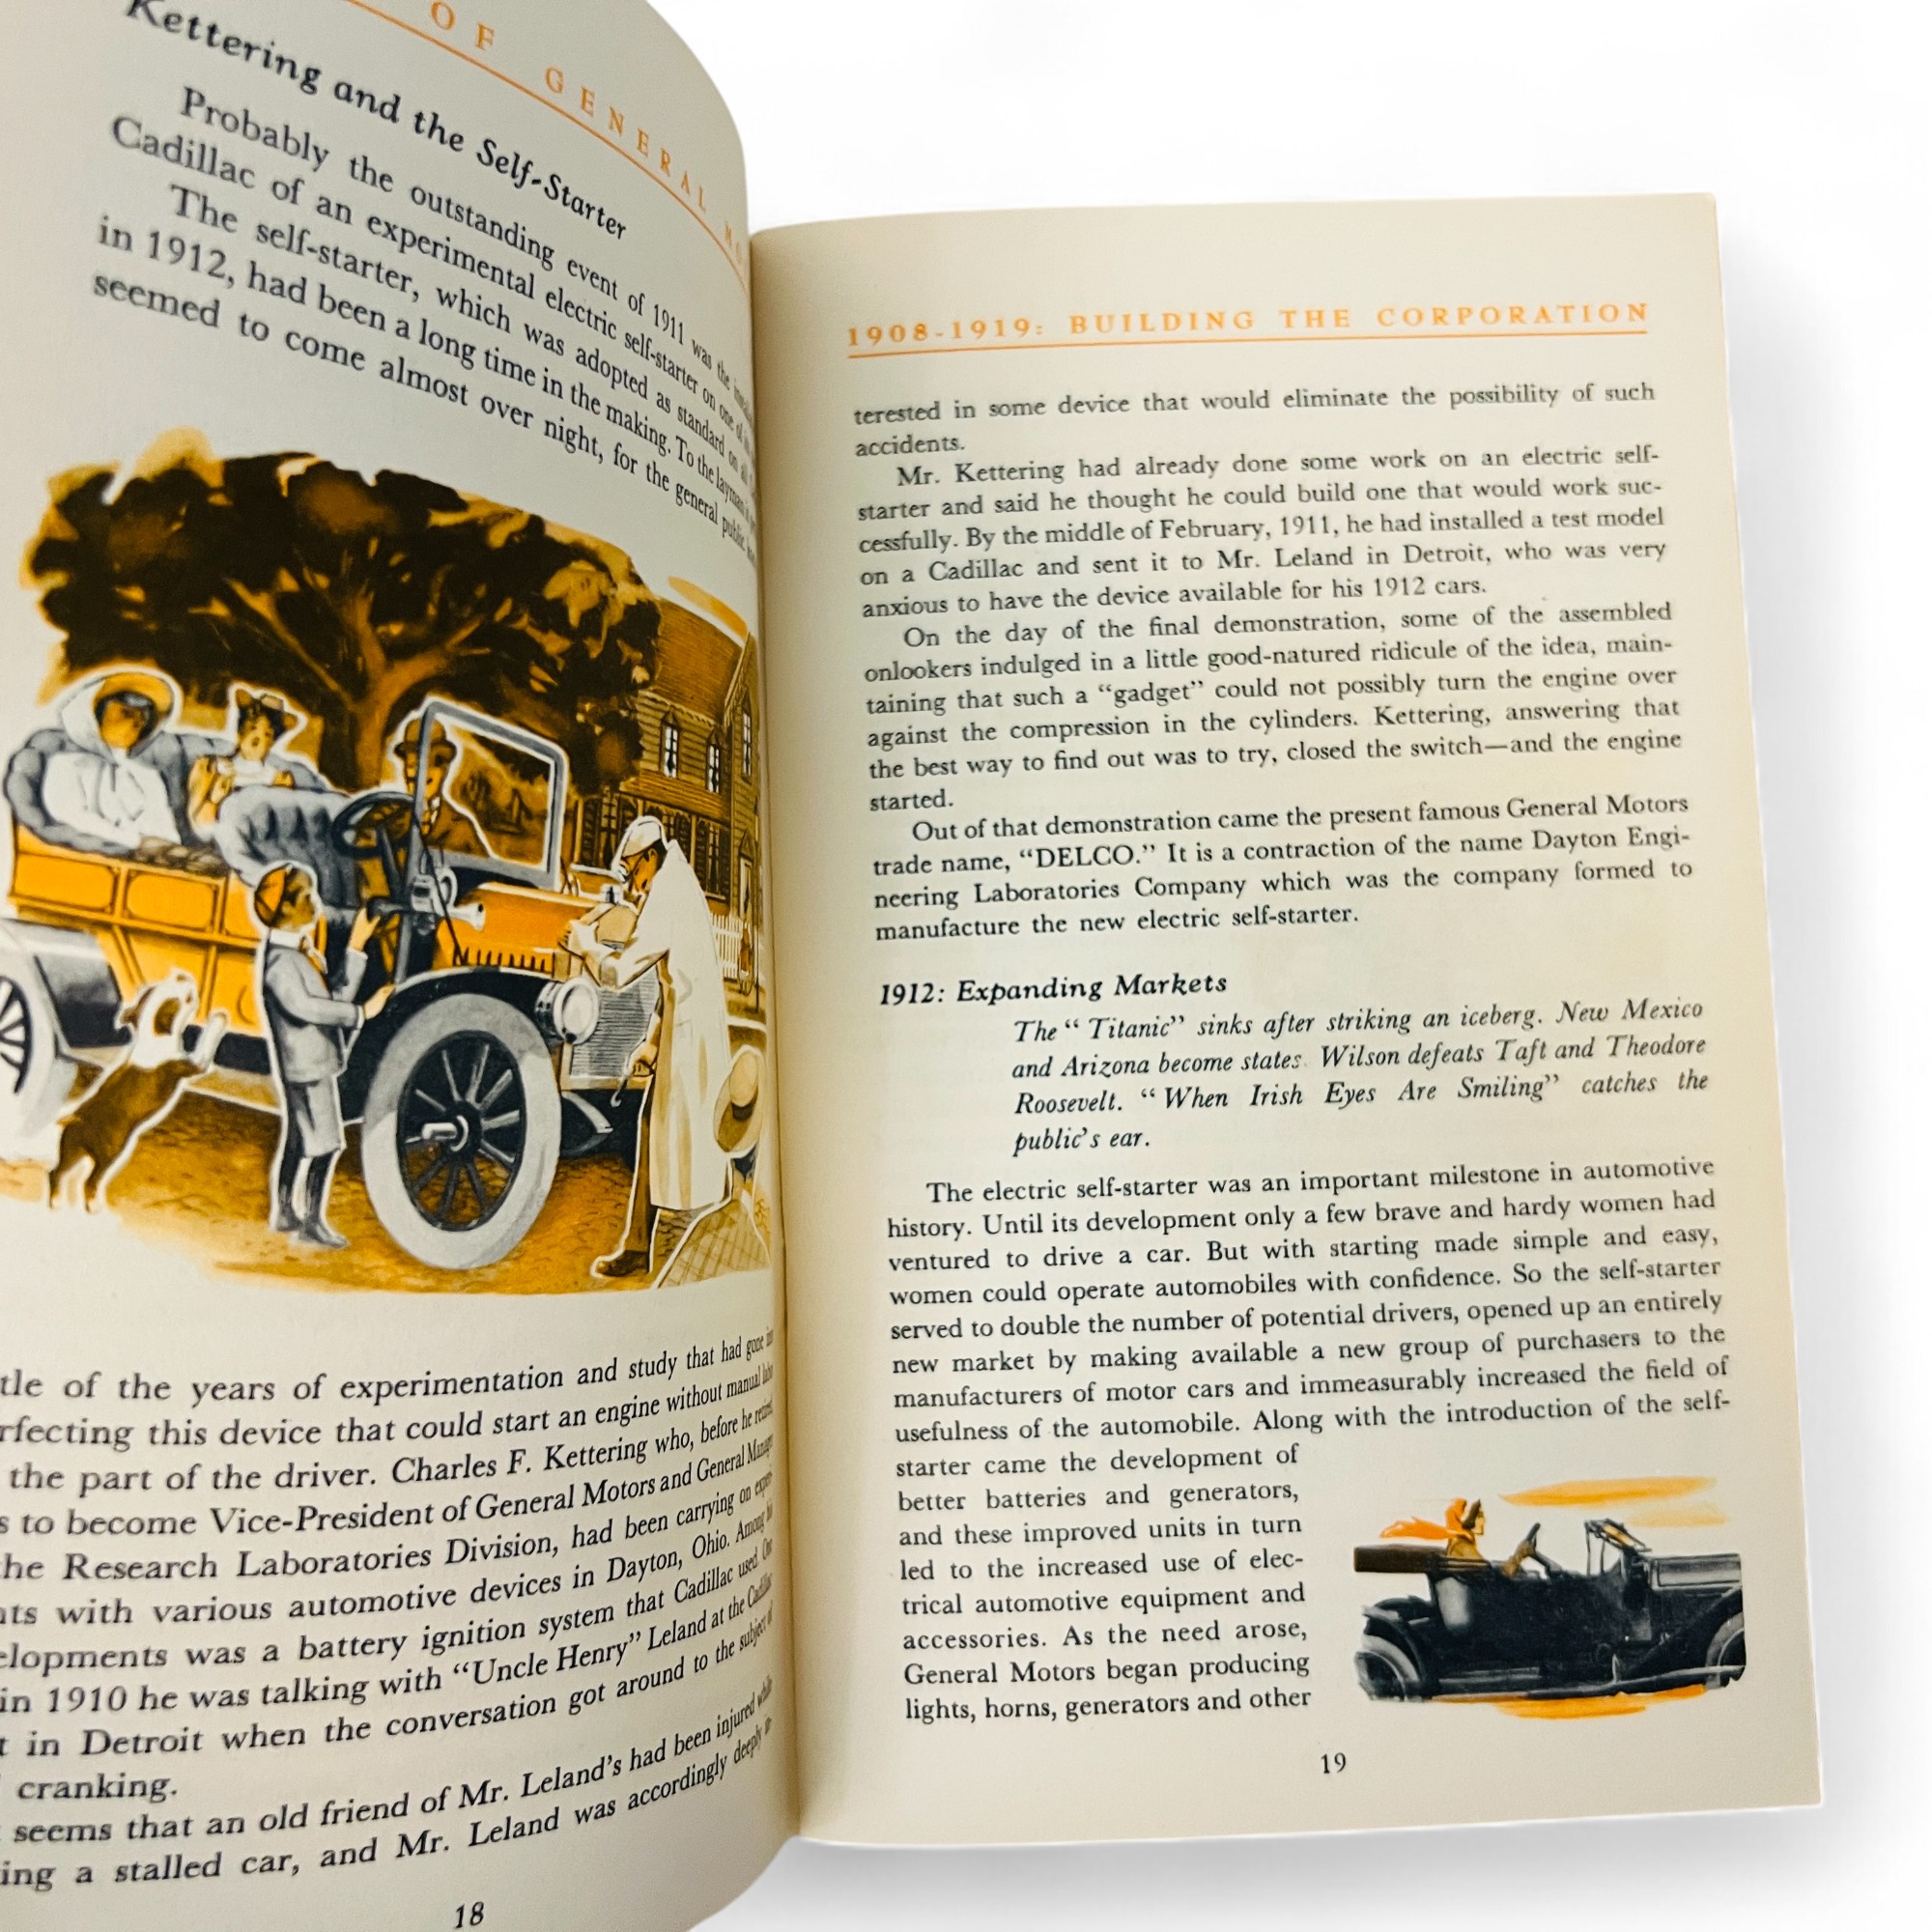 OF GENERAL MO
Kettering and the Self-Starter
Probably the outstanding event of 1911 was the
Cadillac of an experimental electric self-starter on one of
The self-starter, which was adopted as standard on all
in 1912, had been a long time in the making. To the layman it
seemed to come almost over night, for the general public
tle of the years of experimentation and study that had gone
rfecting this device that could start an engine without manual labor
the part of the driver. Charles F. Kettering who, before he retired,
s to become Vice-President of General Motors and General Manager
the Research Laboratories Division, had been carrying on exper-
nts with various automotive devices in Dayton, Ohio. Among his
elopments was a battery ignition system that Cadillac used. One
in 1910 he was talking with “Uncle Henry” Leland at the Cadillac
t in Detroit when the conversation got around to the subject of
cranking.
seems that an old friend of Mr. Leland’s had been injured while
ing a stalled car, and Mr. Leland was accordingly deeply in-
18
1908-1919: BUILDING THE CORPORATION
terested in some device that would eliminate the possibility of such
accidents.
Mr. Kettering had already done some work on an electric self-
starter and said he thought he could build one that would work suc-
cessfully. By the middle of February, 1911, he had installed a test model
on a Cadillac and sent it to Mr. Leland in Detroit, who was very
anxious to have the device available for his 1912 cars.
On the day of the final demonstration, some of the assembled
onlookers indulged in a little good-natured ridicule of the idea, main-
taining that such a “gadget” could not possibly turn the engine over
against the compression in the cylinders. Kettering, answering that
the best way to find out was to try, closed the switch—and the engine
started.
Out of that demonstration came the present famous General Motors
trade name, “DELCO.” It is a contraction of the name Dayton Engi-
neering Laboratories Company which was the company formed to
manufacture the new electric self-starter.
1912: Expanding Markets
The “Titanic” sinks after striking an iceberg. New Mexico
and Arizona become states. Wilson defeats Taft and Theodore
Roosevelt. “When Irish Eyes Are Smiling” catches the
public’s ear.
The electric self-starter was an important milestone in automotive
history. Until its development only a few brave and hardy women had
ventured to drive a car. But with starting made simple and easy,
women could operate automobiles with confidence. So the self-starter
served to double the number of potential drivers, opened up an entirely
new market by making available a new group of purchasers to the
manufacturers of motor cars and immeasurably increased the field of
usefulness of the automobile. Along with the introduction of the self-
starter came the development of
better batteries and generators,
and these improved units in turn
led to the increased use of elec-
trical automotive equipment and
accessories. As the need arose,
General Motors began producing
lights, horns, generators and other
19